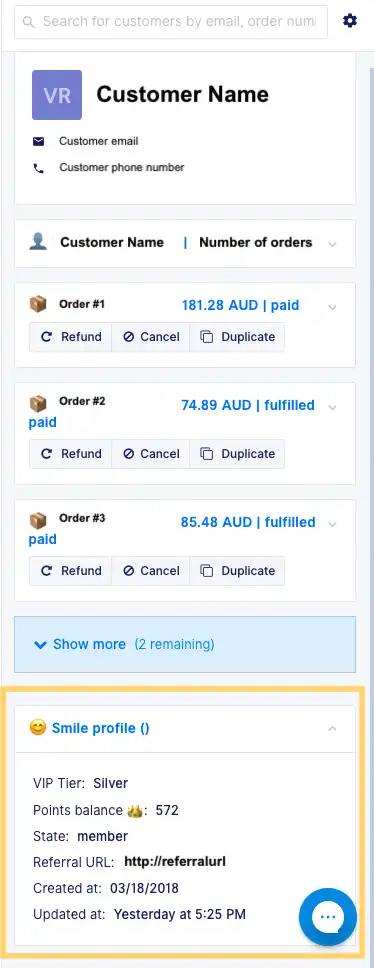 Search for customers by email, order num
VR
Customer Name
Customer email
Customer phone number
Customer Name | Number of orders
Order #1 181.28 AUD | paid
Refund Cancel Duplicate
Order #2 74.89 AUD | fulfilled
paid
Refund Cancel Duplicate
Order #3 85.48 AUD | fulfilled
paid
Refund Cancel Duplicate
Show more (2 remaining)
Smile profile ()
VIP Tier: Silver
Points balance 👑: 572
State: member
Referral URL: http://referralurl
Created at: 03/18/2018
Updated at: Yesterday at 5:25 PM